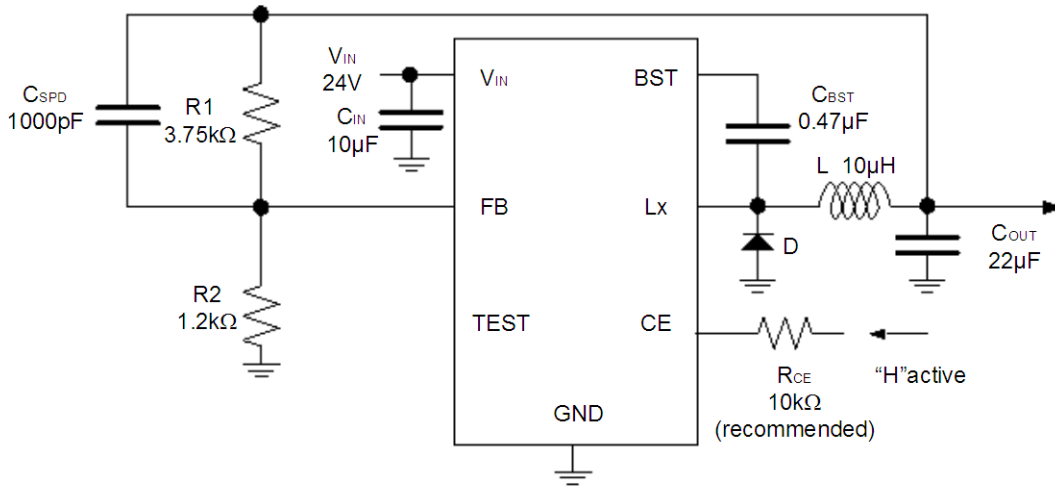 CSPD
1000pF
R1
3.75kΩ
VIN
24V
CIN
10µF
VIN
BST
CBST
0.47µF
L 10µH
FB
Lx
D
COUT
22µF
R2
1.2kΩ
TEST
CE
RCE
10kΩ
(recommended)
“H”active
GND